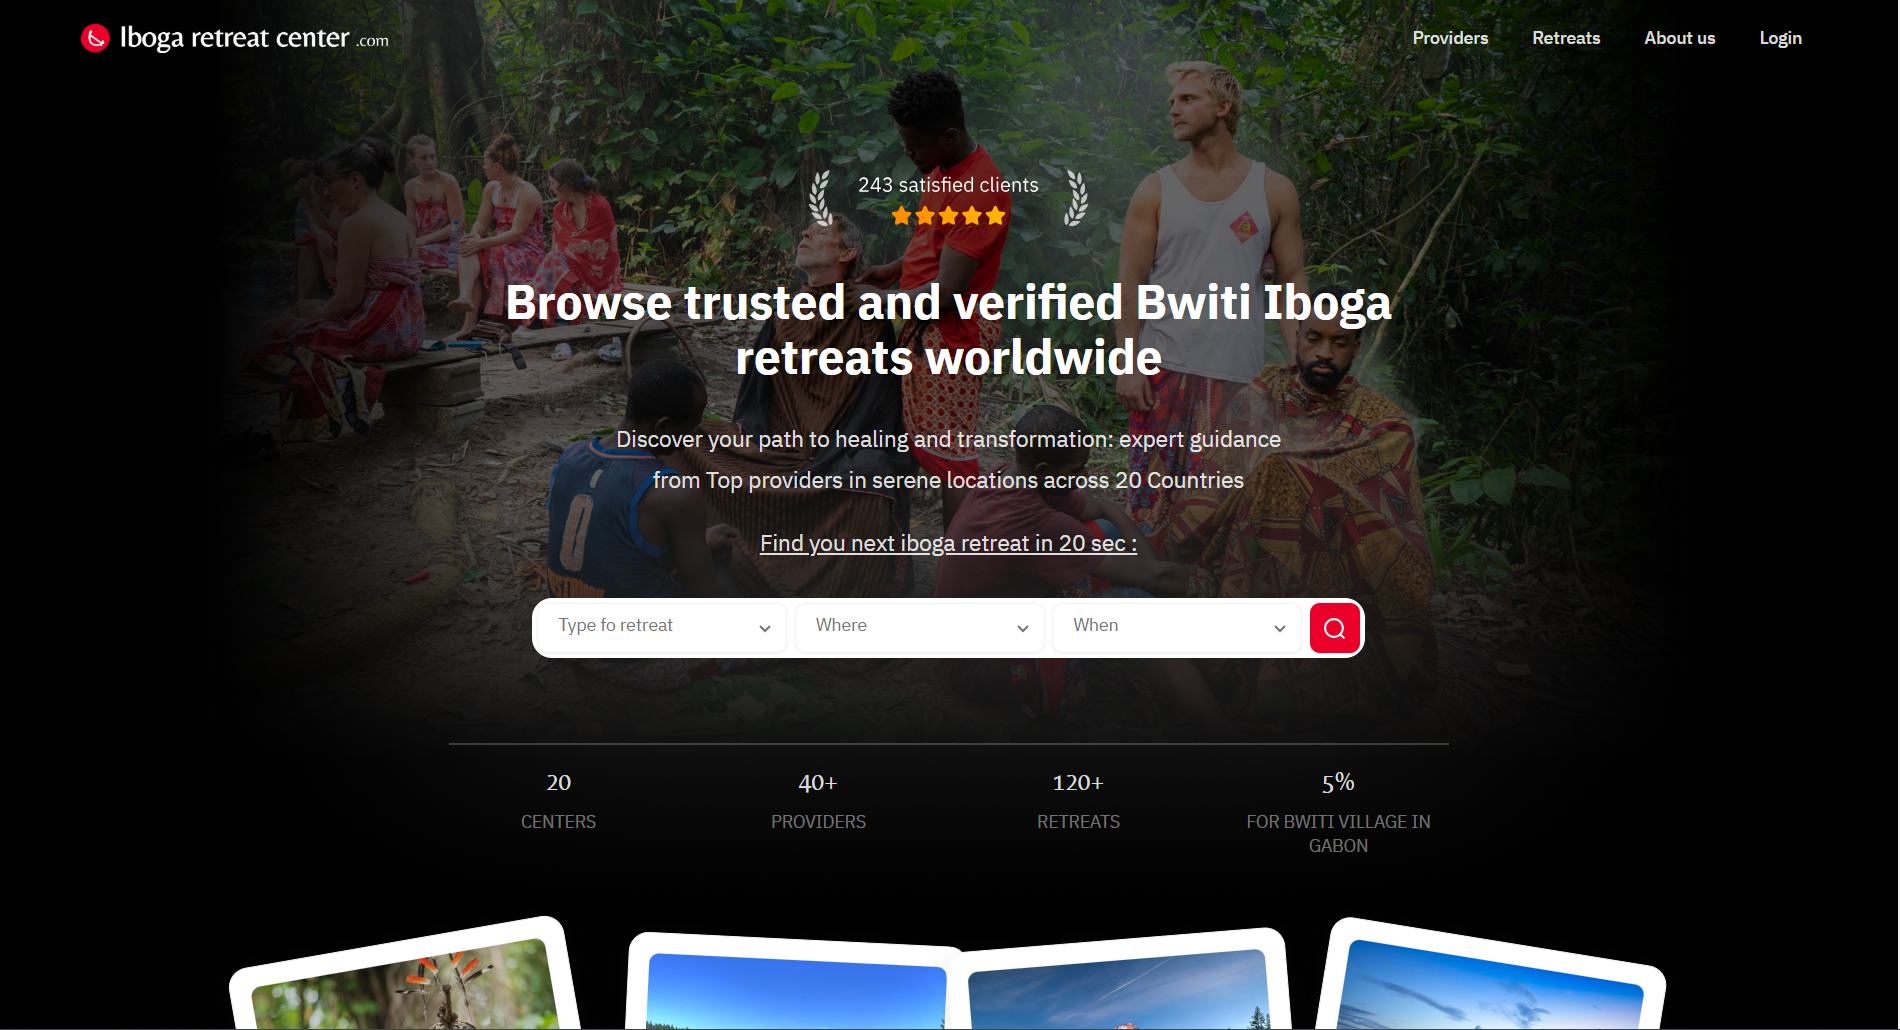 Iboga retreat center .com
Providers
Retreats
About us
Login
243 satisfied clients
Browse trusted and verified Bwiti Iboga
retreats worldwide
Discover your path to healing and transformation: expert guidance
from Top providers in serene locations across 20 Countries
Find you next iboga retreat in 20 sec :
Type fo retreat
Where
When
20
CENTERS
40+
PROVIDERS
120+
RETREATS
5%
FOR BWITI VILLAGE IN
GABON